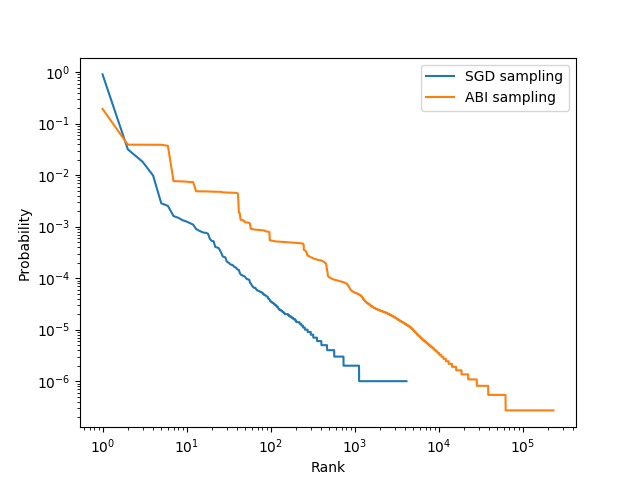 SGD sampling
ABI sampling
10⁰
10⁻¹
10⁻²
10⁻³
10⁻⁴
10⁻⁵
10⁻⁶
Probability
10⁰ 10¹ 10² 10³ 10⁴ 10⁵
Rank